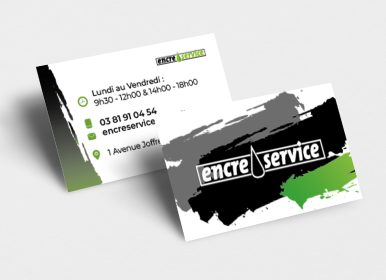 encre service
Lundi au Vendredi :
9h30 - 12h00 & 14h00 - 18h00
03 81 91 04 54
encreservice
1 Avenue Joffre
encre service